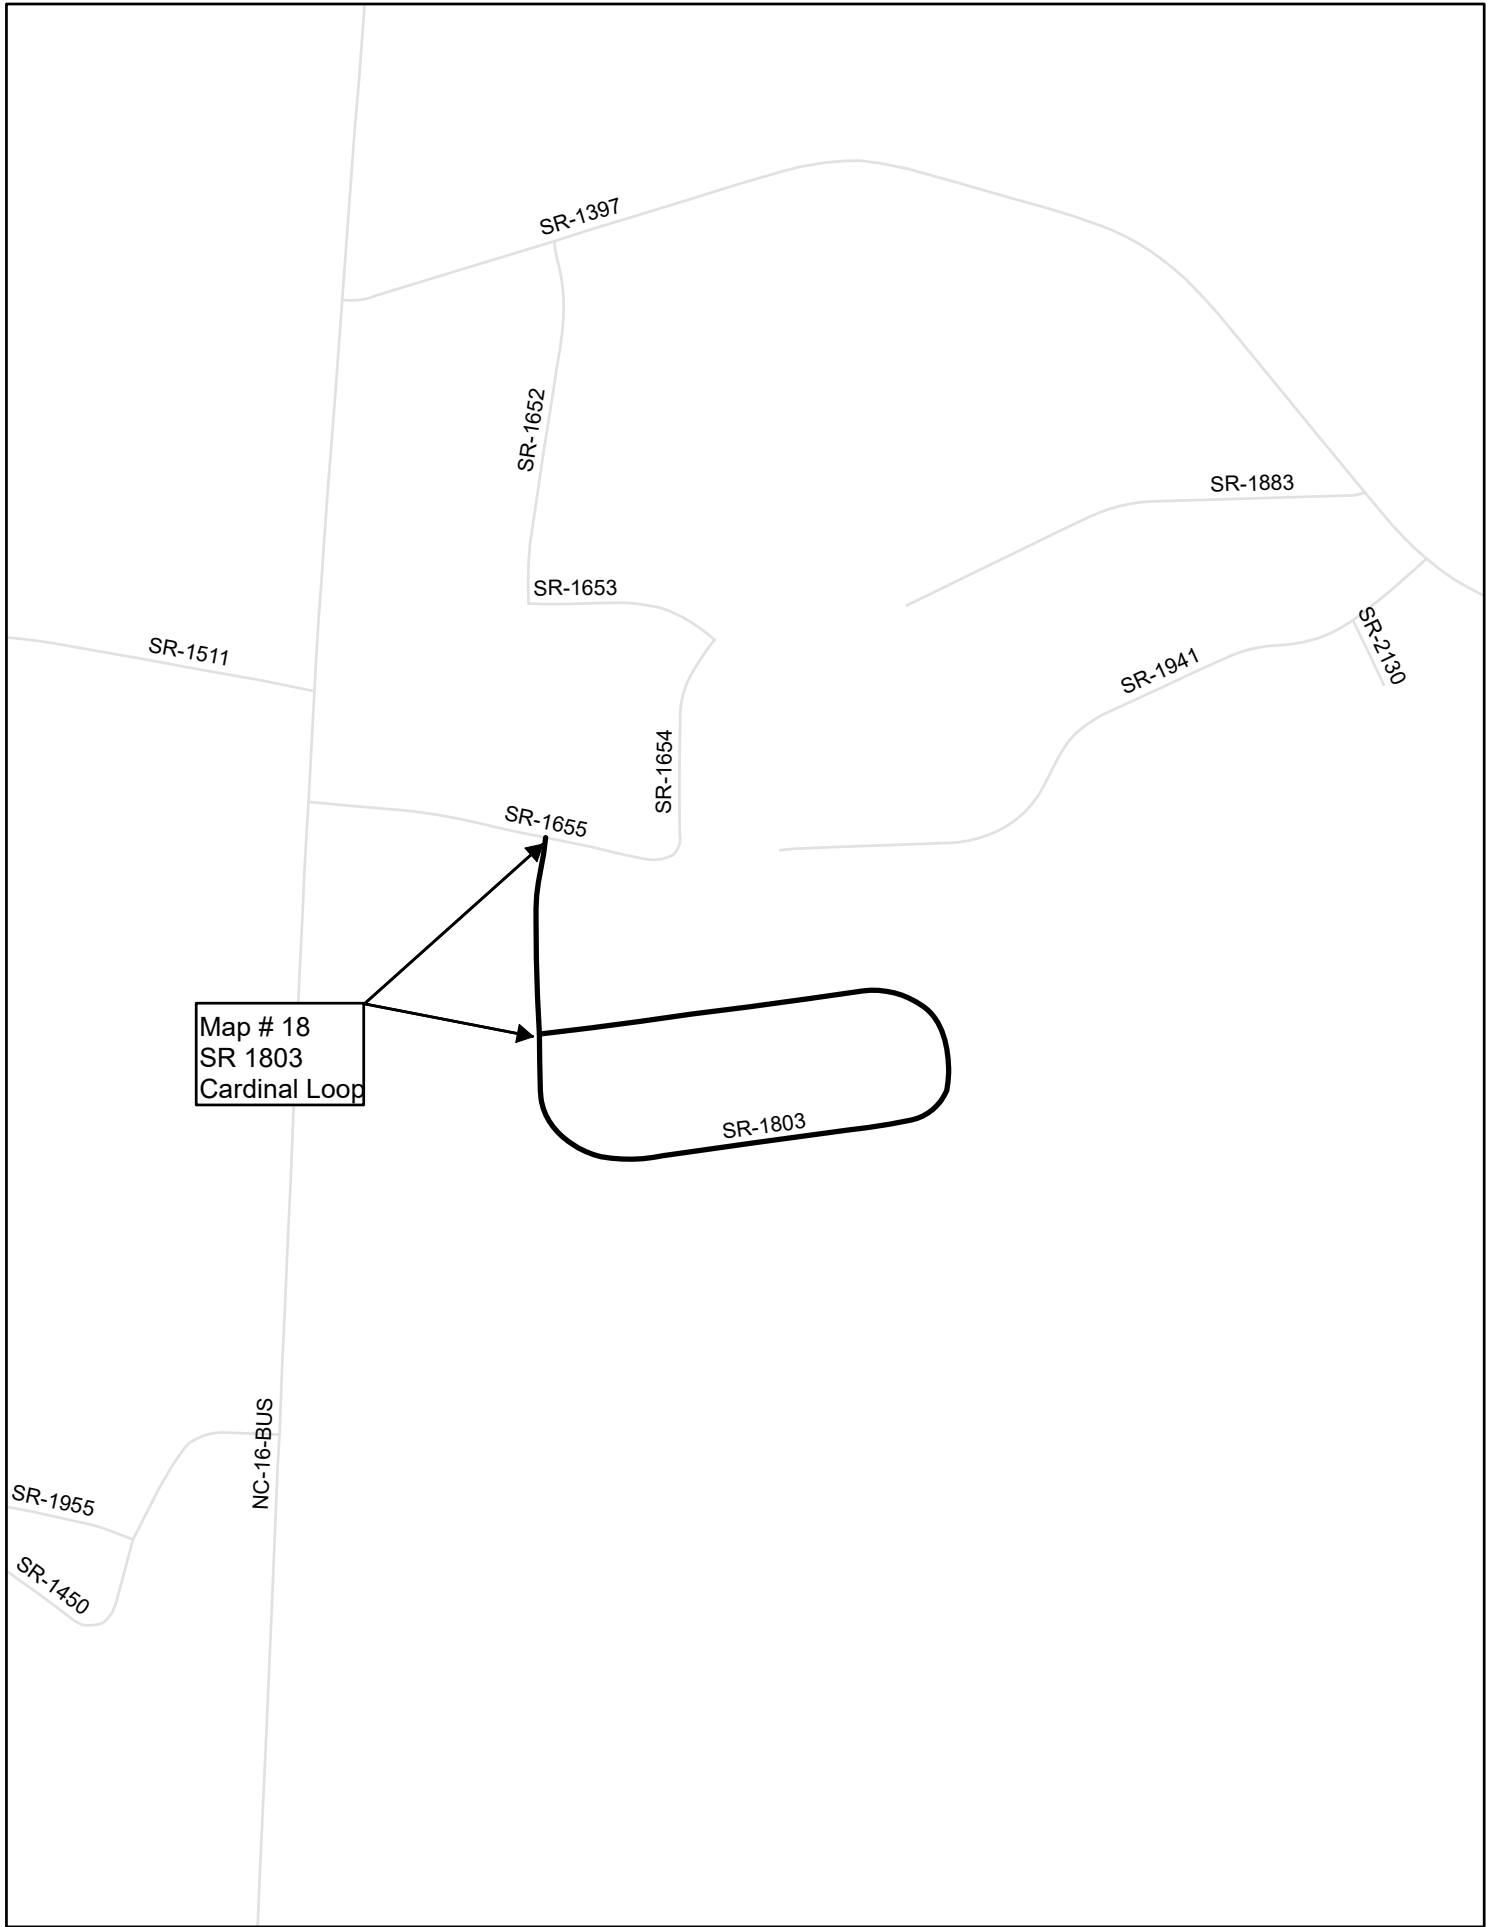 SR-1397
SR-1652
SR-1883
SR-1653
SR-2130
SR-1511
SR-1941
SR-1654
SR-1655
Map # 18
SR 1803
Cardinal Loop
SR-1803
NC-16-BUS
SR-1955
SR-1450